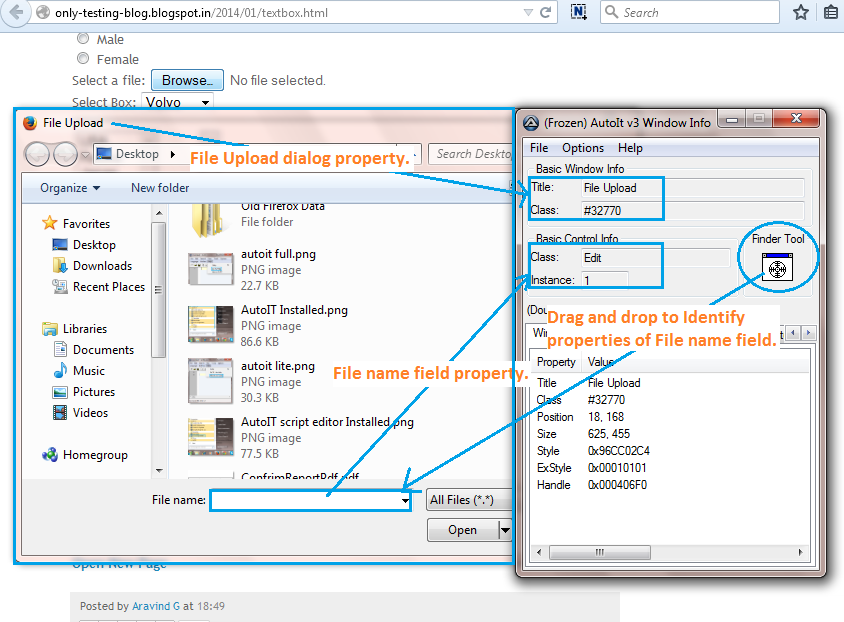 only-testing-blog.blogspot.in/2014/01/textbox.html
Search
Male
Female
Select a file: Browse... No file selected.
Select Box: Volvo
File Upload
Desktop
Search Deskto
File Upload dialog property.
Organize
New folder
Favorites
Desktop
Downloads
Recent Places
Libraries
Documents
Music
Pictures
Videos
Homegroup
Old Firefox Data
File folder
autoit full.png
PNG image
22.7 KB
AutoIT Installed.png
PNG image
86.6 KB
autoit lite.png
PNG image
30.3 KB
AutoIT script editor Installed.png
PNG image
77.5 KB
ConfrimReportPdf.pdf
File name field property.
File name:
All Files (*.*)
Open
(Frozen) AutoIt v3 Window Info
File Options Help
Basic Window Info
Title: File Upload
Class: #32770
Basic Control Info
Class: Edit
Instance: 1
Finder Tool
(Dou
Drag and drop to Identify
properties of File name field.
Wi
t
Property Value
Title File Upload
Class #32770
Position 18, 168
Size 625, 455
Style 0x96CC02C4
ExStyle 0x00010101
Handle 0x000406F0
Open New Page
Posted by Aravind G at 18:49